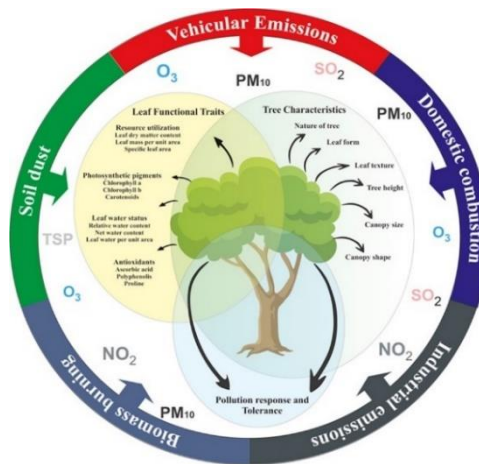 Vehicular Emissions
Domestic combustion
Industrial emissions
Biomass burning
Soil dust
O3
PM10
SO2
PM10
O3
SO2
NO2
PM10
NO2
O3
TSP
Leaf Functional Traits
Resource utilization
Leaf dry matter content
Leaf mass per unit area
Specific leaf area
Photosynthetic pigments
Chlorophyll a
Chlorophyll b
Carotenoids
Leaf water status
Relative water content
Net water content
Leaf water per unit area
Antioxidants
Ascorbic acid
Polyphenolls
Proline
Tree Characteristics
Nature of tree
Leaf form
Leaf texture
Tree height
Canopy size
Canopy shape
Pollution response and
Tolerance